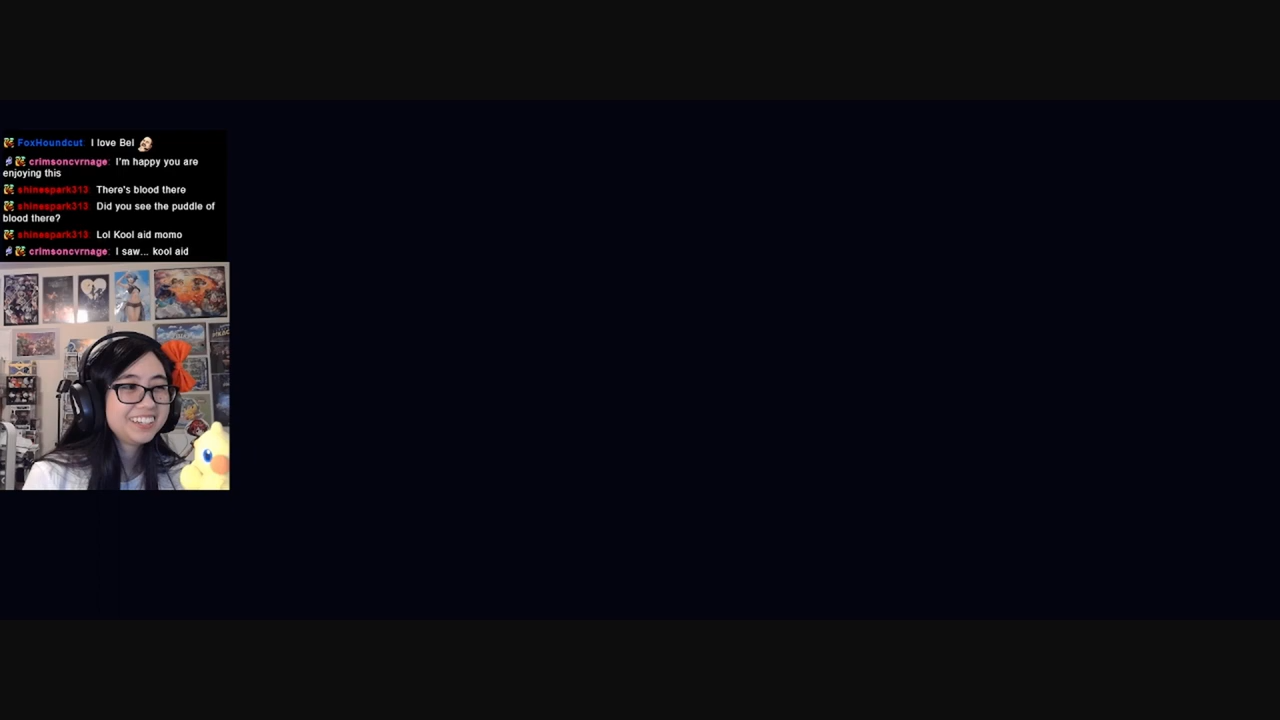 FoxHoundcut: I love Bel
crimsoncvrnage: I'm happy you are
enjoying this
shinespark313: There's blood there
shinespark313: Did you see the puddle of
blood there?
shinespark313: Lol Kool aid momo
crimsoncvrnage: I saw... kool aid